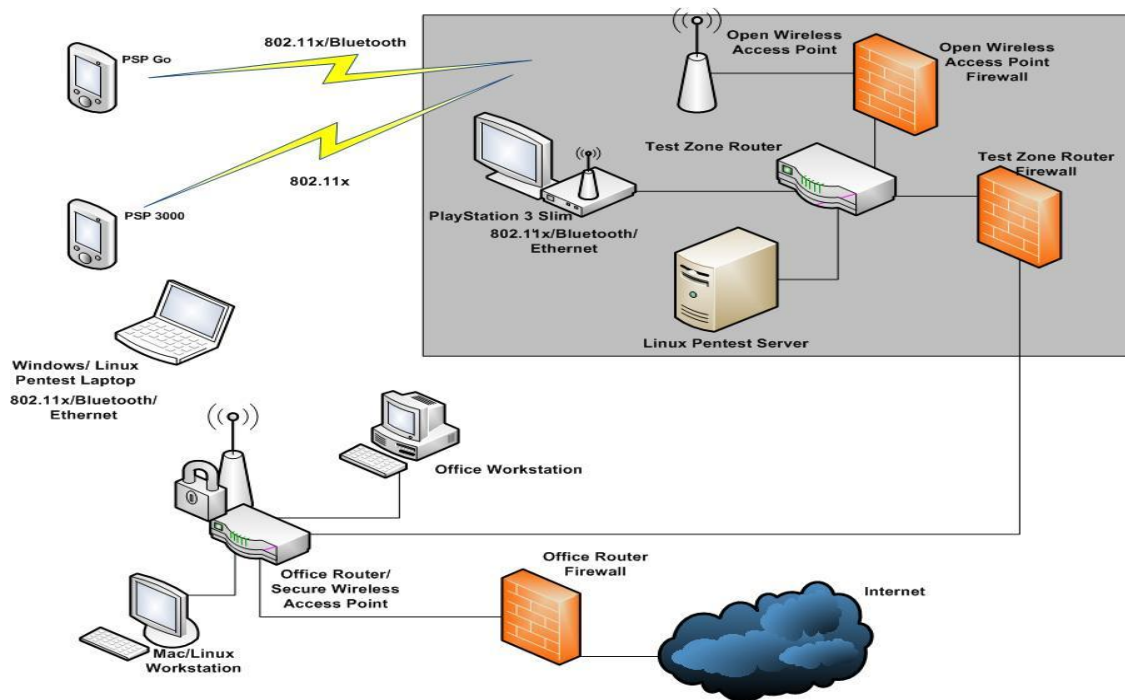 PSP Go
802.11x/Bluetooth
Open Wireless
Access Point
Open Wireless
Access Point
Firewall
Test Zone Router
Test Zone Router
Firewall
802.11x
PSP 3000
PlayStation 3 Slim
802.11x/Bluetooth/
Ethernet
Linux Pentest Server
Windows/ Linux
Pentest Laptop
802.11x/Bluetooth/
Ethernet
Office Workstation
Office Router/
Secure Wireless
Access Point
Office Router
Firewall
Internet
Mac/Linux
Workstation